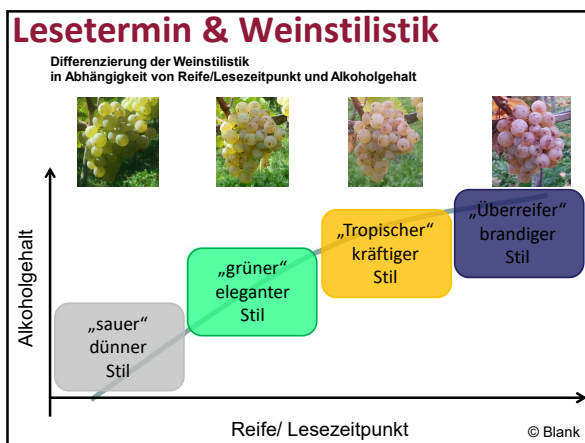 Lesetermin & Weinstilistik
Differenzierung der Weinstilistik
in Abhängigkeit von Reife/Lesezeitpunkt und Alkoholgehalt
Alkoholgehalt
„sauer“
dünner
Stil
„grüner“
eleganter
Stil
„Tropischer“
kräftiger
Stil
„Überreifer“
brandiger
Stil
Reife/ Lesezeitpunkt
© Blank